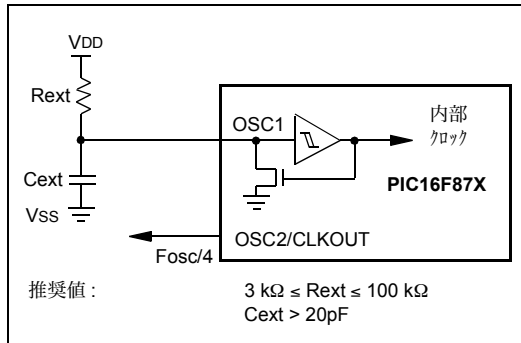 VDD
Rext
OSC1
内部
クロック
Cext
PIC16F87X
VSS
OSC2/CLKOUT
Fosc/4
推奨値 : 3 kΩ ≤ Rext ≤ 100 kΩ
Cext > 20pF